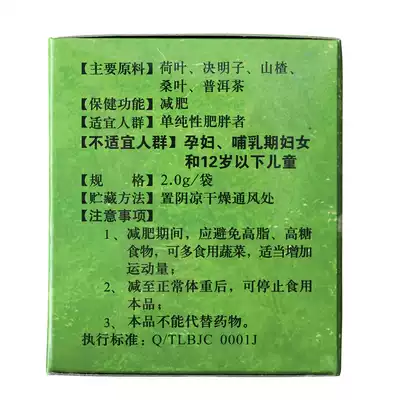 【主要原料】荷叶、决明子、山楂、
桑叶、普洱茶
【保健功能】减肥
【适宜人群】单纯性肥胖者
【不适宜人群】孕妇、哺乳期妇女
和12岁以下儿童
【规 格】2.0g/袋
【贮藏方法】置阴凉干燥通风处
【注意事项】
1、减肥期间，应避免高脂、高糖
食物，可多食用蔬菜，适当增加
运动量；
2、减至正常体重后，可停止食用
本品；
3、本品不能代替药物。
执行标准：Q/TLBJC 0001J